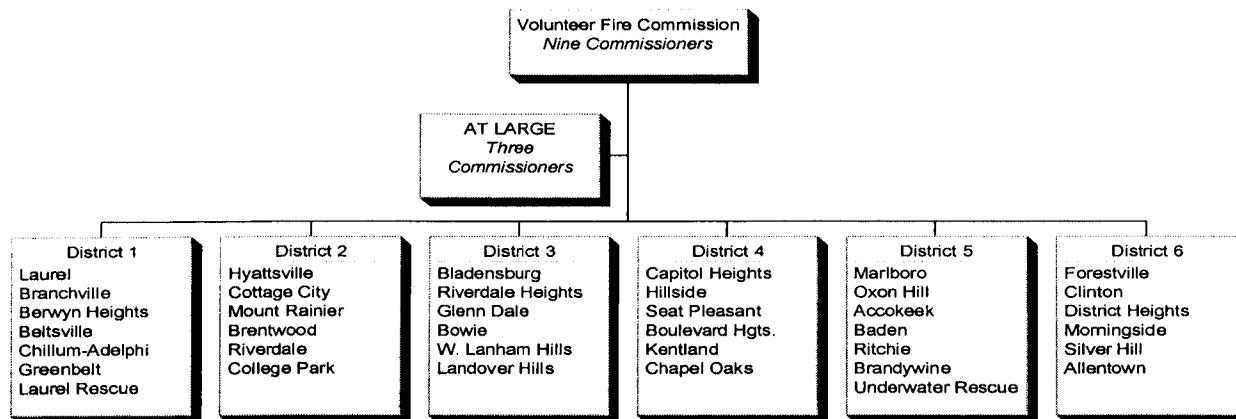 Volunteer Fire Commission
Nine Commissioners
AT LARGE
Three
Commissioners
District 1
Laurel
Branchville
Berwyn Heights
Beltsville
Chillum-Adelphi
Greenbelt
Laurel Rescue
District 2
Hyattsville
Cottage City
Mount Rainier
Brentwood
Riverdale
College Park
District 3
Bladensburg
Riverdale Heights
Glenn Dale
Bowie
W. Lanham Hills
Landover Hills
District 4
Capitol Heights
Hillside
Seat Pleasant
Boulevard Hgts.
Kentland
Chapel Oaks
District 5
Marlboro
Oxon Hill
Accokeek
Baden
Ritchie
Brandywine
Underwater Rescue
District 6
Forestville
Clinton
District Heights
Morningside
Silver Hill
Allentown